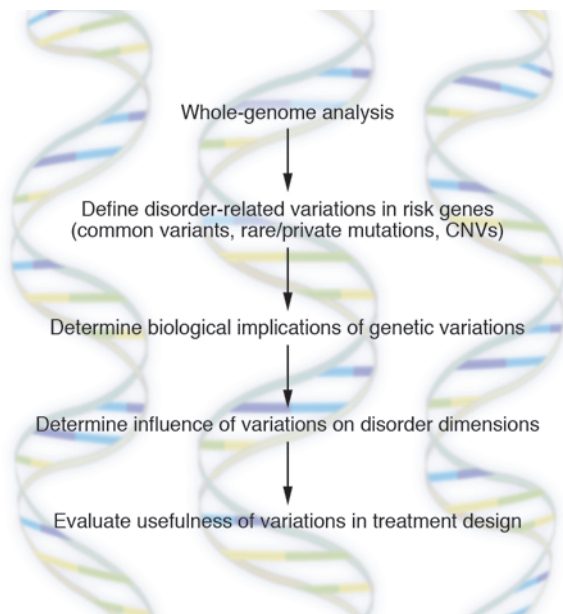 Whole-genome analysis
Define disorder-related variations in risk genes
(common variants, rare/private mutations, CNVs)
Determine biological implications of genetic variations
Determine influence of variations on disorder dimensions
Evaluate usefulness of variations in treatment design